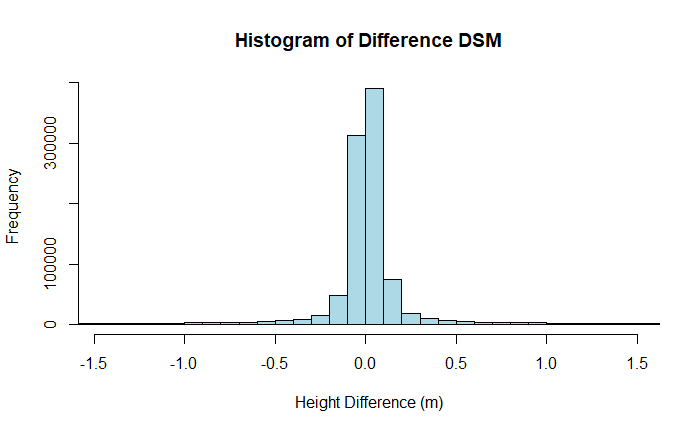 Histogram of Difference DSM
Frequency
300000
100000
0
-1.5 -1.0 -0.5 0.0 0.5 1.0 1.5
Height Difference (m)